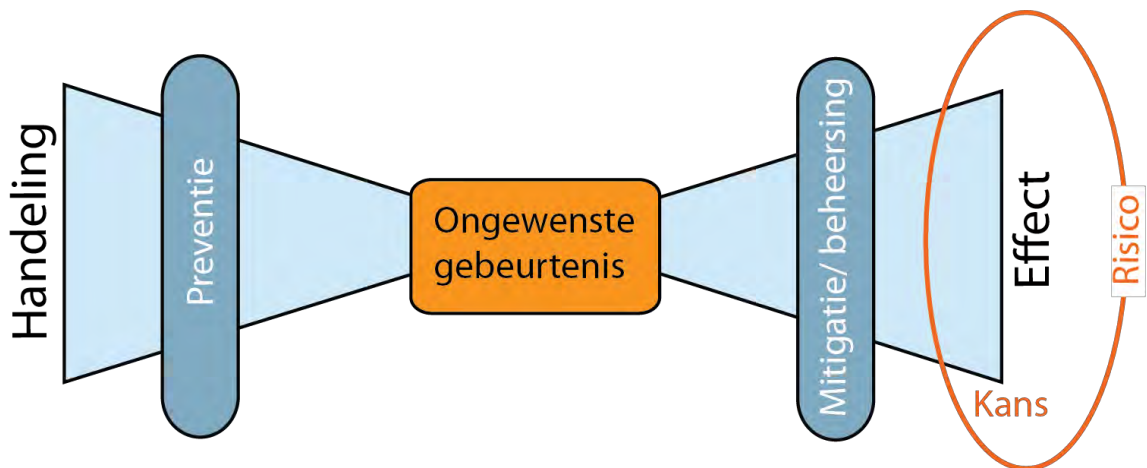 Handeling
Preventie
Ongewenste
gebeurtenis
Mitigatie/ beheersing
Effect
Kans
Risico